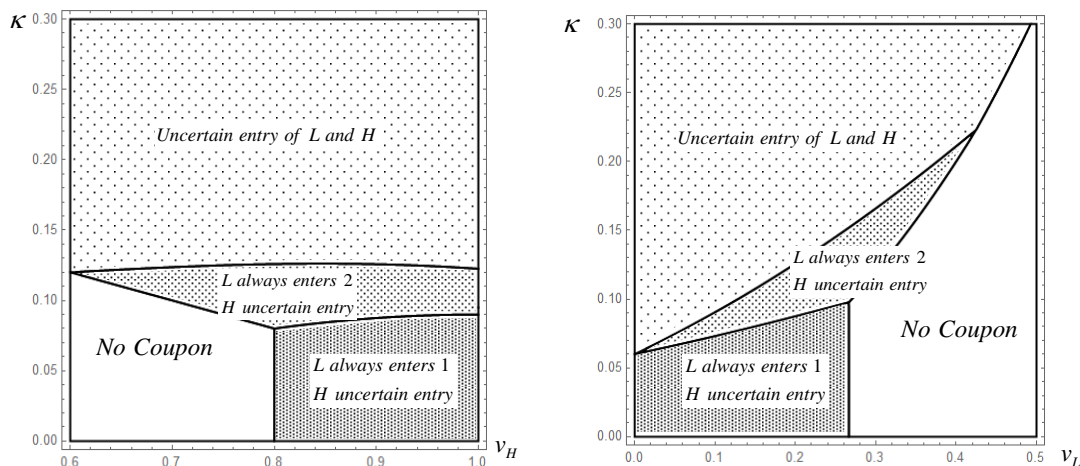 κ
0.30
0.25
0.20
0.15
0.10
0.05
0.00
Uncertain entry of L and H
L always enters 2
H uncertain entry
No Coupon
L always enters 1
H uncertain entry
0.6 0.7 0.8 0.9 1.0
v_H
κ
0.30
0.25
0.20
0.15
0.10
0.05
0.00
Uncertain entry of L and H
L always enters 2
H uncertain entry
No Coupon
L always enters 1
H uncertain entry
0.0 0.1 0.2 0.3 0.4 0.5
v_L